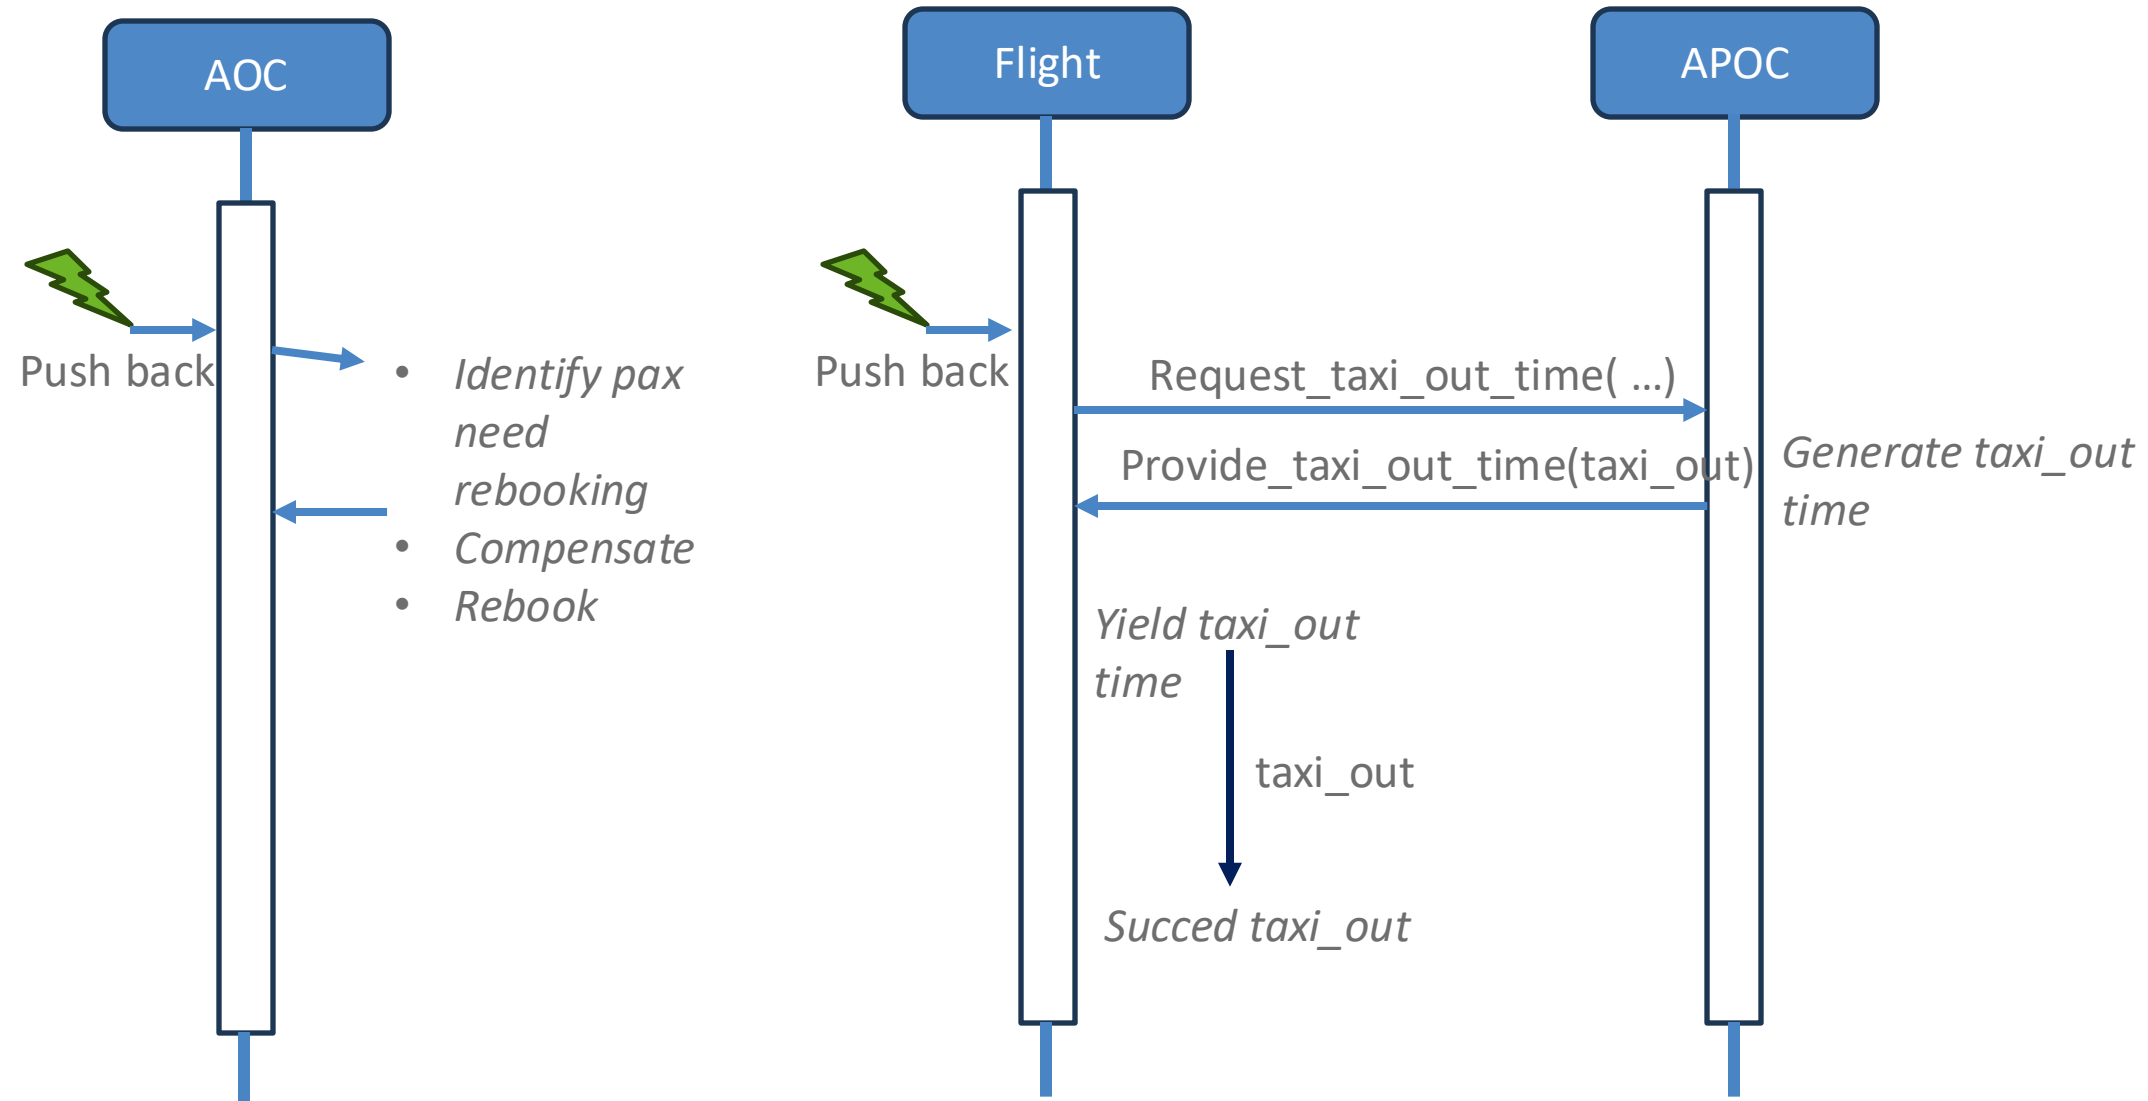 AOC
Flight
APOC
Push back
• Identify pax
need
rebooking
• Compensate
• Rebook
Push back
Request_taxi_out_time( ...)
Provide_taxi_out_time(taxi_out)
Generate taxi_out
time
Yield taxi_out
time
taxi_out
Succed taxi_out